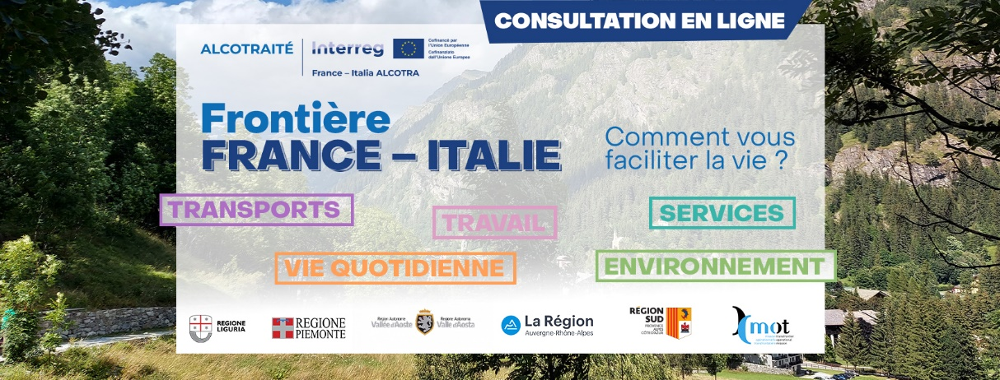 CONSULTATION EN LIGNE
ALCOTRAITÉ
Interreg
Cofinancé par
l'Union Européenne
Cofinanziato
dall'Unione Europea
France – Italia ALCOTRA
Frontière
FRANCE – ITALIE
Comment vous
faciliter la vie ?
TRANSPORTS
TRAVAIL
SERVICES
VIE QUOTIDIENNE
ENVIRONNEMENT
REGIONE
LIGURIA
REGIONE
PIEMONTE
Région Autonome
Vallée d'Aoste
Regione Autonoma
Valle d'Aosta
La Région
Auvergne-Rhône-Alpes
RÉGION
SUD
PROVENCE
ALPES
CÔTE D'AZUR
mot